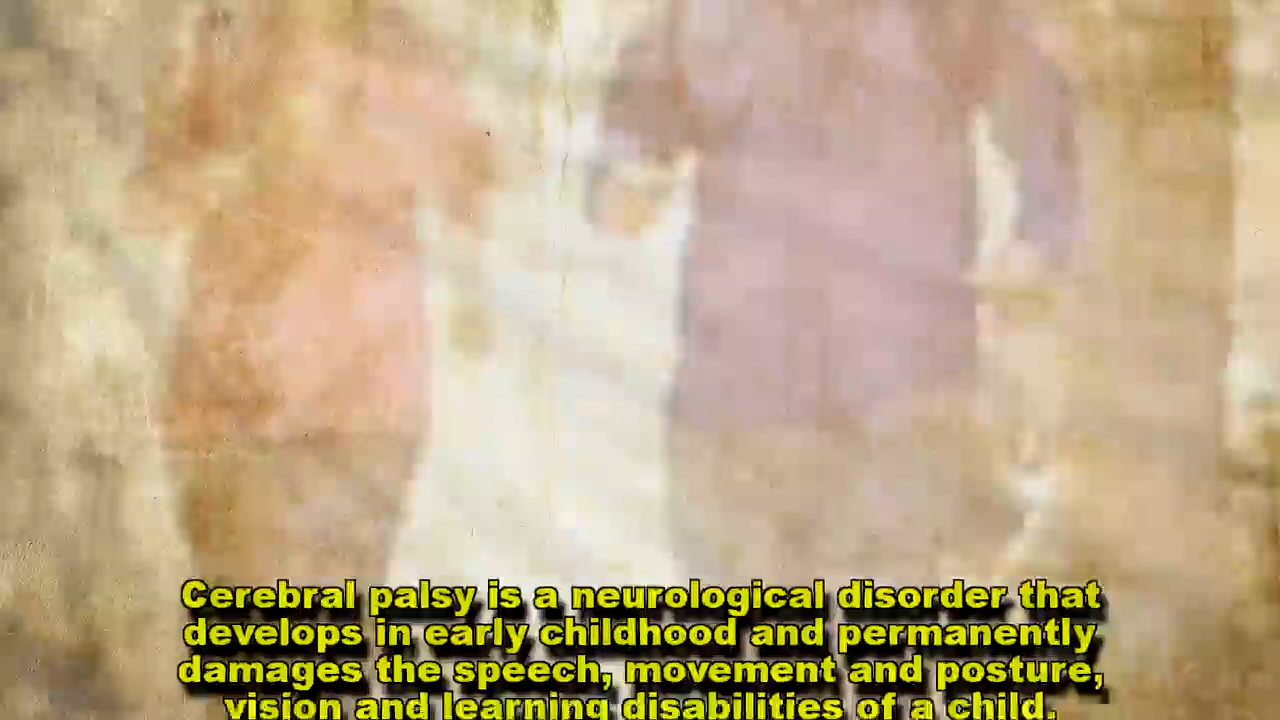 Cerebral palsy is a neurological disorder that
develops in early childhood and permanently
damages the speech, movement and posture,
vision and learning disabilities of a child.